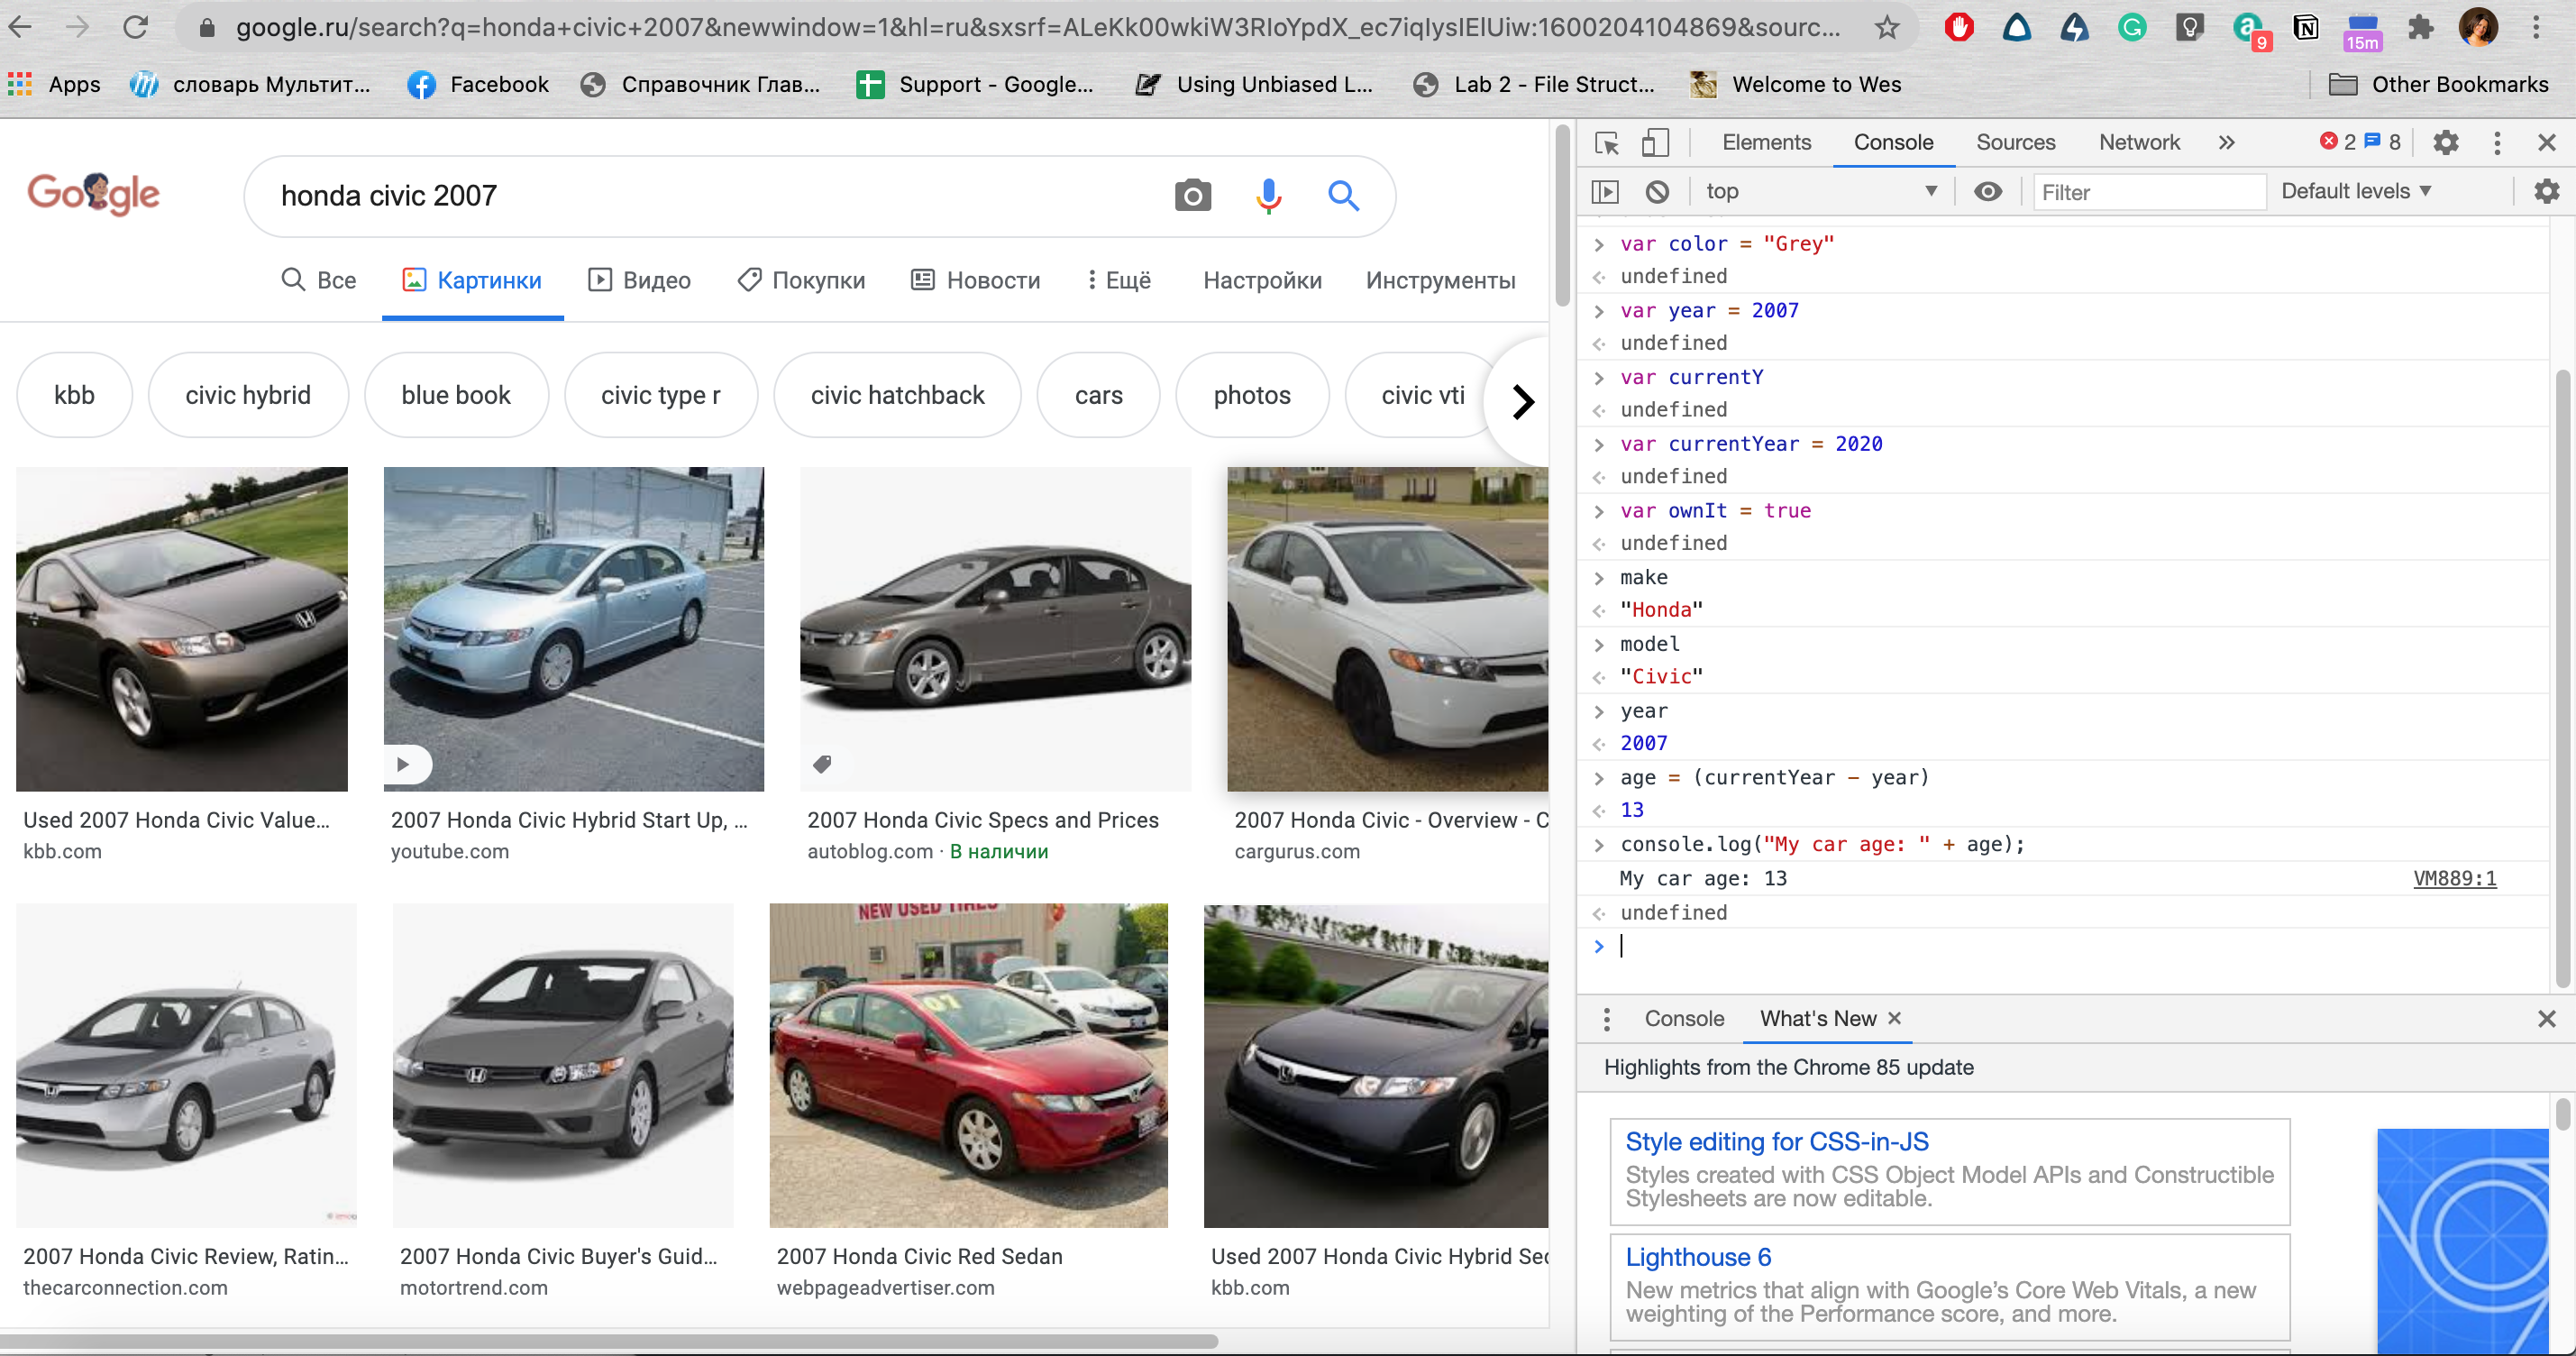 google.ru/search?q=honda+civic+2007&newwindow=1&hl=ru&sxsrf=ALeKk00wkiW3RIoYpdX_ec7iqIysIElUiw:1600204104869&sourc...
9
15m
Apps
словарь Мультит...
Facebook
Справочник Глав...
Support - Google...
Using Unbiased L...
Lab 2 - File Struct...
Welcome to Wes
Other Bookmarks
Google
honda civic 2007
Все
Картинки
Видео
Покупки
Новости
Ещё
Настройки
Инструменты
kbb
civic hybrid
blue book
civic type r
civic hatchback
cars
photos
civic vti
Used 2007 Honda Civic Value...
kbb.com
2007 Honda Civic Hybrid Start Up, ...
youtube.com
2007 Honda Civic Specs and Prices
autoblog.com · В наличии
2007 Honda Civic - Overview - C
cargurus.com
NEW USED TIRES
07
2007 Honda Civic Review, Ratin...
thecarconnection.com
2007 Honda Civic Buyer's Guid...
motortrend.com
2007 Honda Civic Red Sedan
webpageadvertiser.com
Used 2007 Honda Civic Hybrid Sed
kbb.com
Elements
Console
Sources
Network
2
8
top
Filter
Default levels
var color = "Grey"
undefined
var year = 2007
undefined
var currentY
undefined
var currentYear = 2020
undefined
var ownIt = true
undefined
make
"Honda"
model
"Civic"
year
2007
age = (currentYear - year)
13
console.log("My car age: " + age);
My car age: 13
VM889:1
undefined
Console
What's New
Highlights from the Chrome 85 update
Style editing for CSS-in-JS
Styles created with CSS Object Model APIs and Constructible
Stylesheets are now editable.
Lighthouse 6
New metrics that align with Google’s Core Web Vitals, a new
weighting of the Performance score, and more.